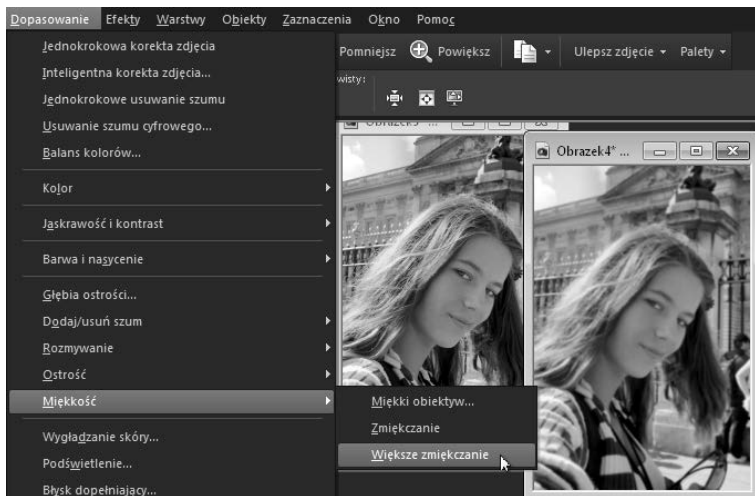 Dopasowanie Efekty Warstwy Obiekty Zaznaczenia Okno Pomoc
Pomniejsz Powiększ Ulepsz zdjęcie Palety
wisty:
Jednokrokowa korekta zdjęcia
Inteligentna korekta zdjęcia...
Jednokrokowe usuwanie szumu
Usuwanie szumu cyfrowego...
Balans kolorów...
Kolor
Jaskrawość i kontrast
Barwa i nasycenie
Głębia ostrości...
Dodaj/usuń szum
Rozmywanie
Ostrość
Miękkość
Wygładzanie skóry...
Podświetlenie...
Błysk dopełniający...
Miękki obiektyw...
Zmiękczanie
Większe zmiękczanie
Obrazek4* ...